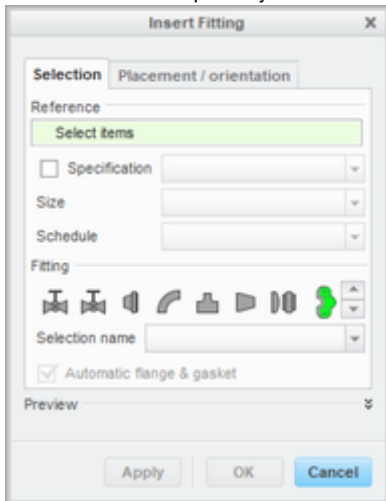 Insert Fitting
Selection Placement / orientation
Reference
Select items
Specification
Size
Schedule
Fitting
Selection name
Automatic flange & gasket
Preview
Apply OK Cancel